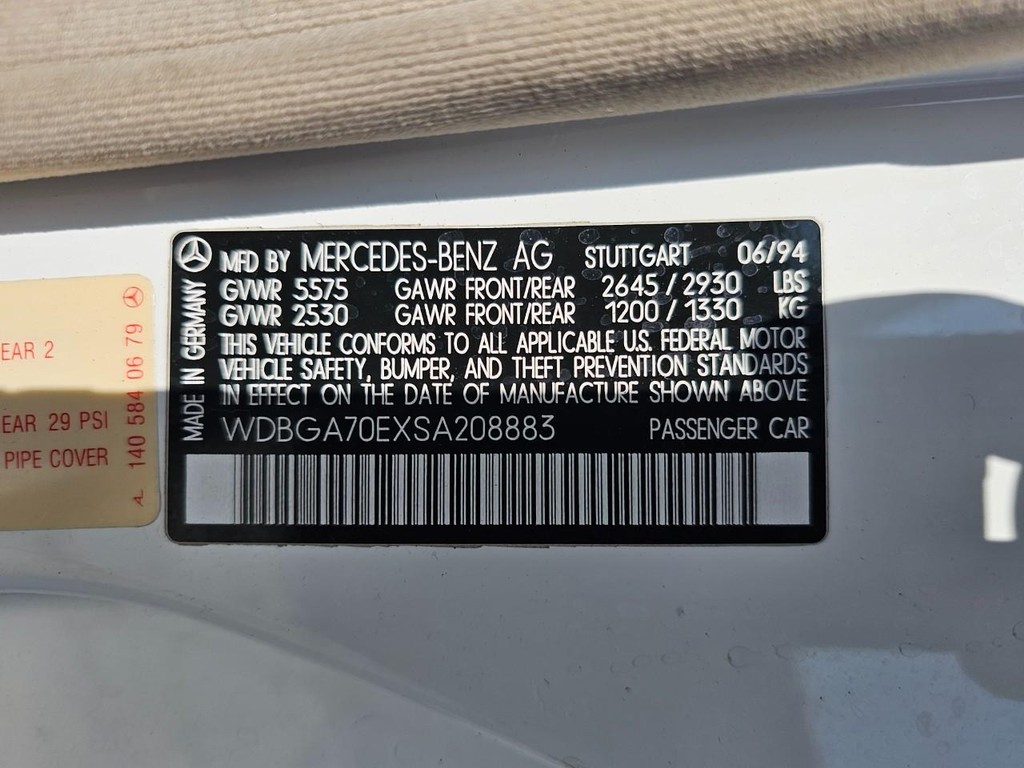 MFD BY MERCEDES-BENZ AG STUTTGART 06/94
GVWR 5575 GAWR FRONT/REAR 2645 / 2930 LBS
GVWR 2530 GAWR FRONT/REAR 1200 / 1330 KG
THIS VEHICLE CONFORMS TO ALL APPLICABLE U.S. FEDERAL MOTOR
VEHICLE SAFETY, BUMPER, AND THEFT PREVENTION STANDARDS
IN EFFECT ON THE DATE OF MANUFACTURE SHOWN ABOVE
WDBGA70EXSA208883 PASSENGER CAR
MADE IN GERMANY
EAR 2
EAR 29 PSI
PIPE COVER
A 140 584 06 79